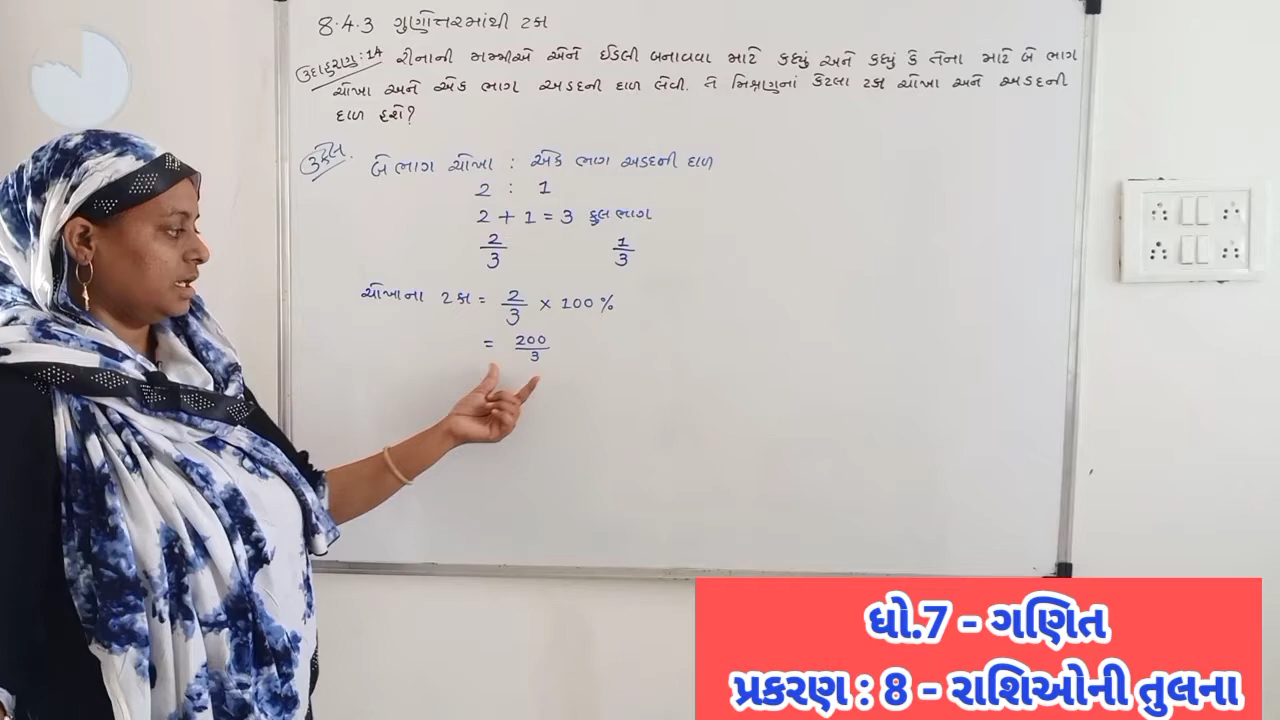 8.4.3 ગુણોત્તરમાંથી ટકા
ઉદાહરણ:14 રીનાની મમ્મીએ એને ઈડલી બનાવવા માટે કહ્યું અને કહ્યું કે તેના માટે બે ભાગ
ચોખા અને એક ભાગ અડદની દાળ લેવી. તે મિશ્રણનાં કેટલા ટકા ચોખા અને અડદની
દાળ હશે?
ઉકેલ.
બે ભાગ ચોખા : એક ભાગ અડદની દાળ
2 : 1
2 + 1 = 3 કુલ ભાગ
2/3 1/3
ચોખાના ટકા = 2/3 × 100 %
= 200/3
ધો.7 - ગણિત
પ્રકરણ : 8 - રાશિઓની તુલના